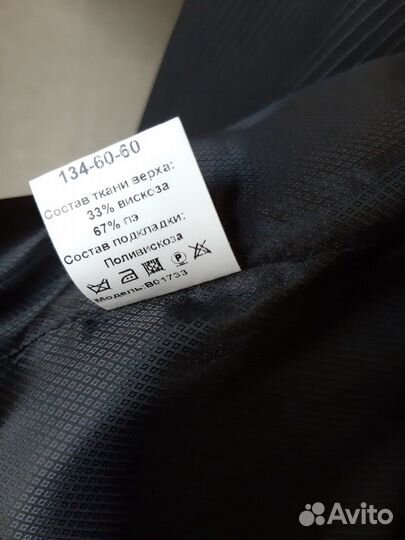 134-60-60
Состав ткани верха:
33% вискоза
67% пэ
Состав подкладки:
Поливискоза
P
Модель:B01733
Avito